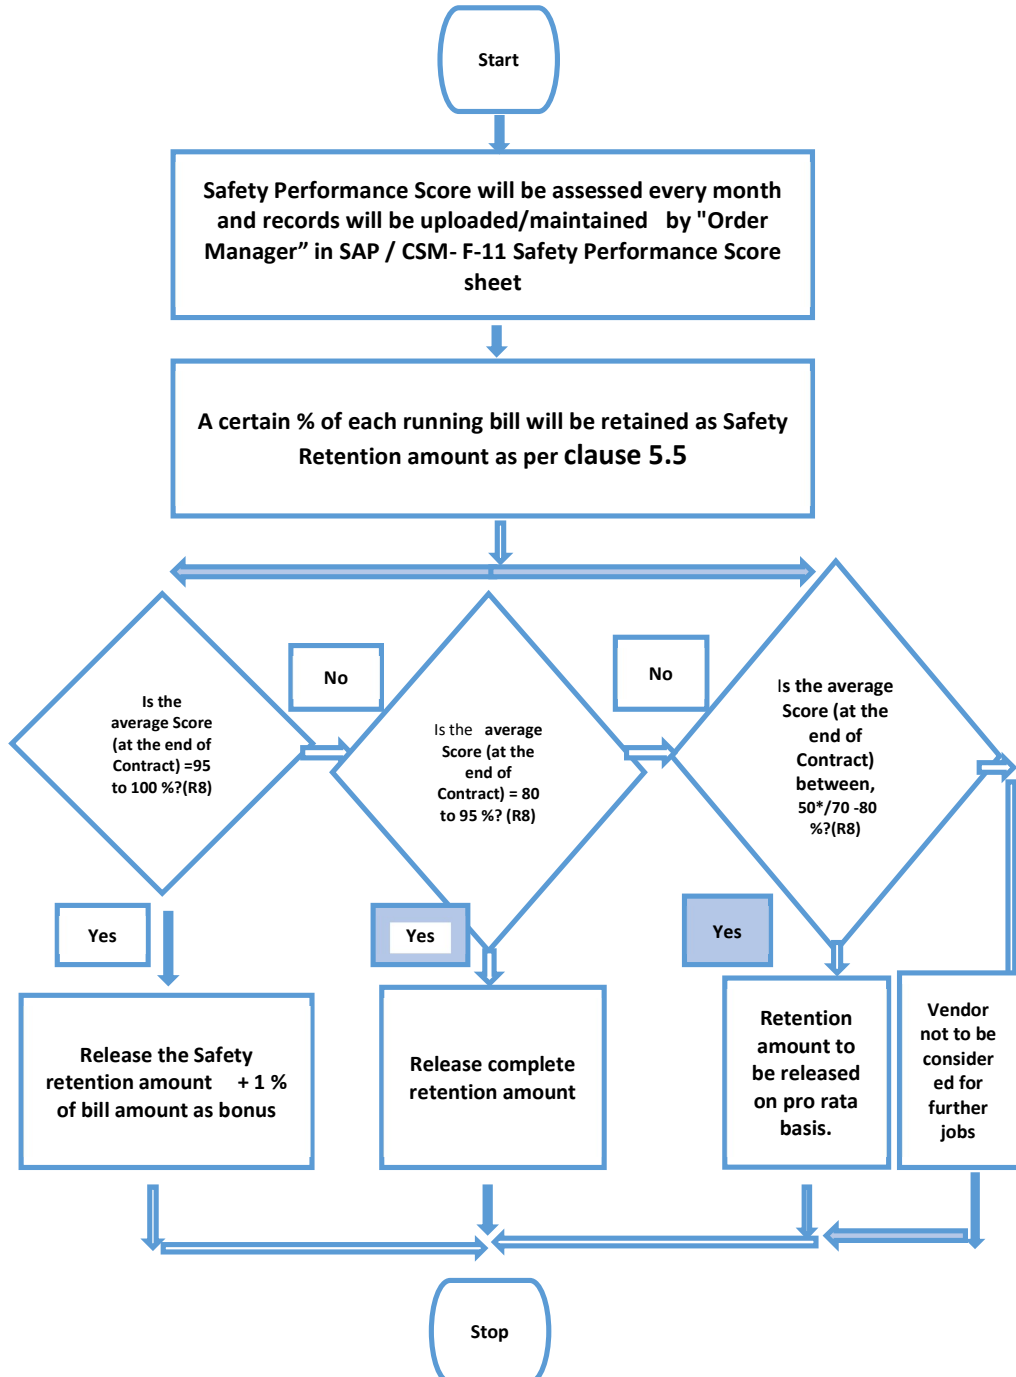 Start
Safety Performance Score will be assessed every month
and records will be uploaded/maintained by "Order
Manager” in SAP / CSM- F-11 Safety Performance Score
sheet
A certain % of each running bill will be retained as Safety
Retention amount as per clause 5.5
Is the
average Score
(at the end of
Contract) =95
to 100 %?(R8)
No
Is the average
Score (at the
end of
Contract) = 80
to 95 %? (R8)
No
Is the average
Score (at the
end of
Contract)
between,
50*/70 -80
%?(R8)
Yes
Yes
Yes
Release the Safety
retention amount + 1 %
of bill amount as bonus
Release complete
retention amount
Retention
amount to
be released
on pro rata
basis.
Vendor
not to be
consider
ed for
further
jobs
Stop